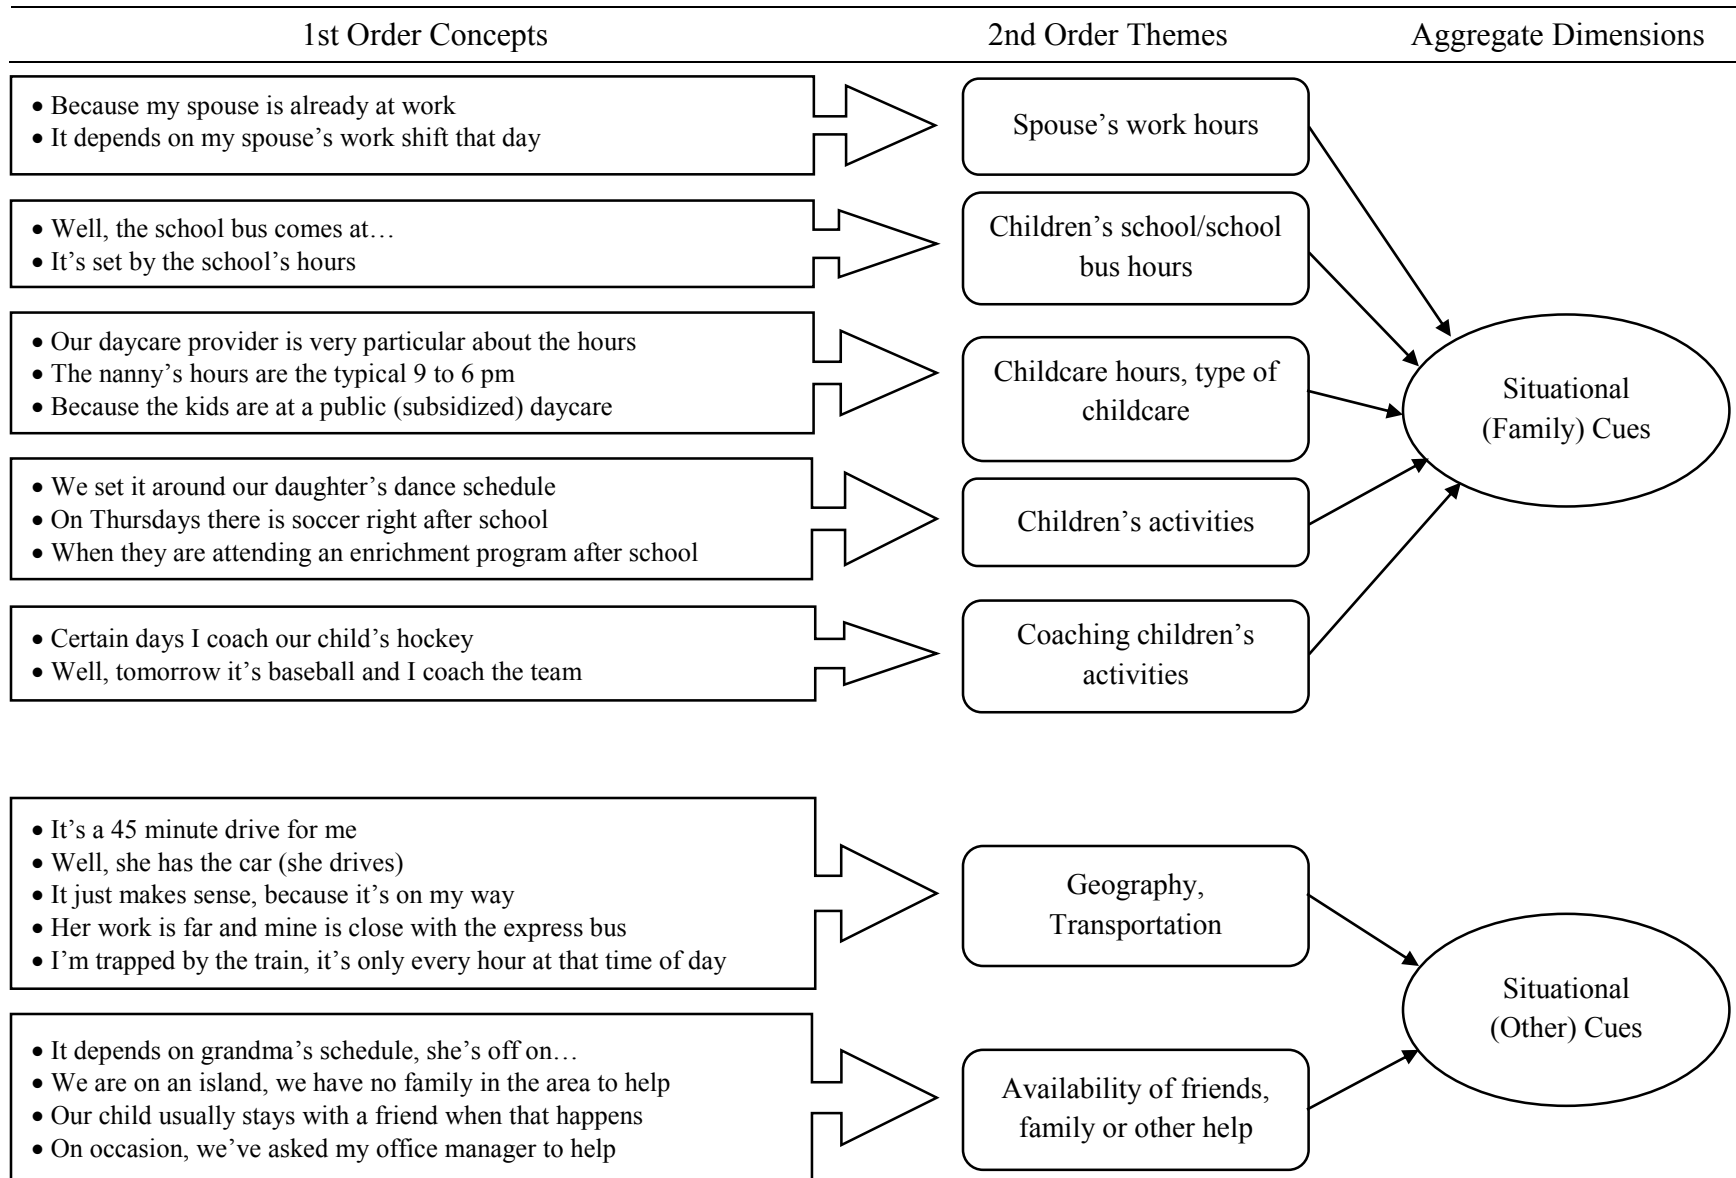 1st Order Concepts
2nd Order Themes
Aggregate Dimensions
• Because my spouse is already at work
• It depends on my spouse’s work shift that day
Spouse’s work hours
• Well, the school bus comes at…
• It’s set by the school’s hours
Children’s school/school
bus hours
• Our daycare provider is very particular about the hours
• The nanny’s hours are the typical 9 to 6 pm
• Because the kids are at a public (subsidized) daycare
Childcare hours, type of
childcare
• We set it around our daughter’s dance schedule
• On Thursdays there is soccer right after school
• When they are attending an enrichment program after school
Children’s activities
• Certain days I coach our child’s hockey
• Well, tomorrow it’s baseball and I coach the team
Coaching children’s
activities
Situational
(Family) Cues
• It’s a 45 minute drive for me
• Well, she has the car (she drives)
• It just makes sense, because it’s on my way
• Her work is far and mine is close with the express bus
• I’m trapped by the train, it’s only every hour at that time of day
Geography,
Transportation
• It depends on grandma’s schedule, she’s off on…
• We are on an island, we have no family in the area to help
• Our child usually stays with a friend when that happens
• On occasion, we’ve asked my office manager to help
Availability of friends,
family or other help
Situational
(Other) Cues